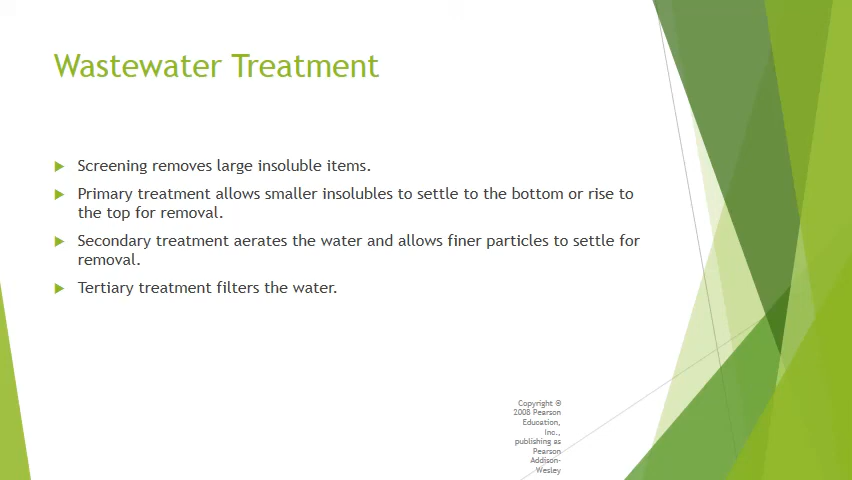 Wastewater Treatment
Screening removes large insoluble items.
Primary treatment allows smaller insolubles to settle to the bottom or rise to
the top for removal.
Secondary treatment aerates the water and allows finer particles to settle for
removal.
Tertiary treatment filters the water.
Copyright ©
2008 Pearson
Education,
Inc.,
publishing as
Pearson
Addison-
Wesley